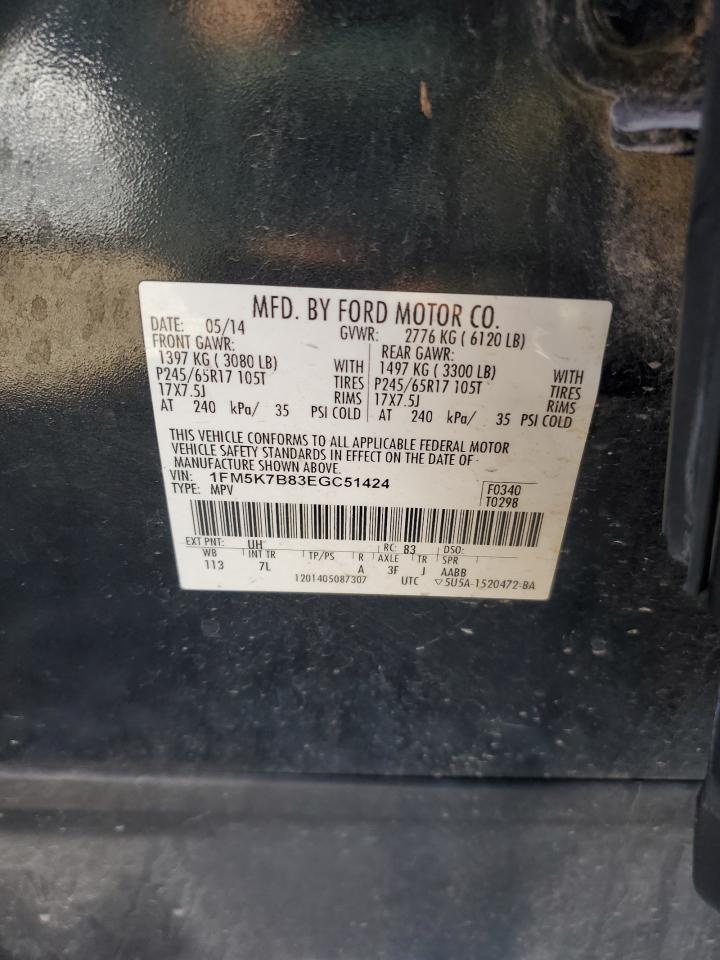 MFD. BY FORD MOTOR CO.
DATE: 05/14 GVWR: 2776 KG ( 6120 LB)
FRONT GAWR: REAR GAWR:
1397 KG ( 3080 LB) WITH 1497 KG ( 3300 LB) WITH
P245/65R17 105T TIRES P245/65R17 105T TIRES
17X7.5J RIMS 17X7.5J RIMS
AT 240 kPa/ 35 PSI COLD AT 240 kPa/ 35 PSI COLD
THIS VEHICLE CONFORMS TO ALL APPLICABLE FEDERAL MOTOR
VEHICLE SAFETY STANDARDS IN EFFECT ON THE DATE OF
MANUFACTURE SHOWN ABOVE.
VIN: 1FM5K7B83EGC51424
TYPE: MPV
F0340
T0298
EXT PNT: UH RC: 83 DSO:
WB INT TR TP/PS R AXLE TR SPR
113 7L A 3F J AABB
1201405087307 UTC ▽5U5A-1520472-BA